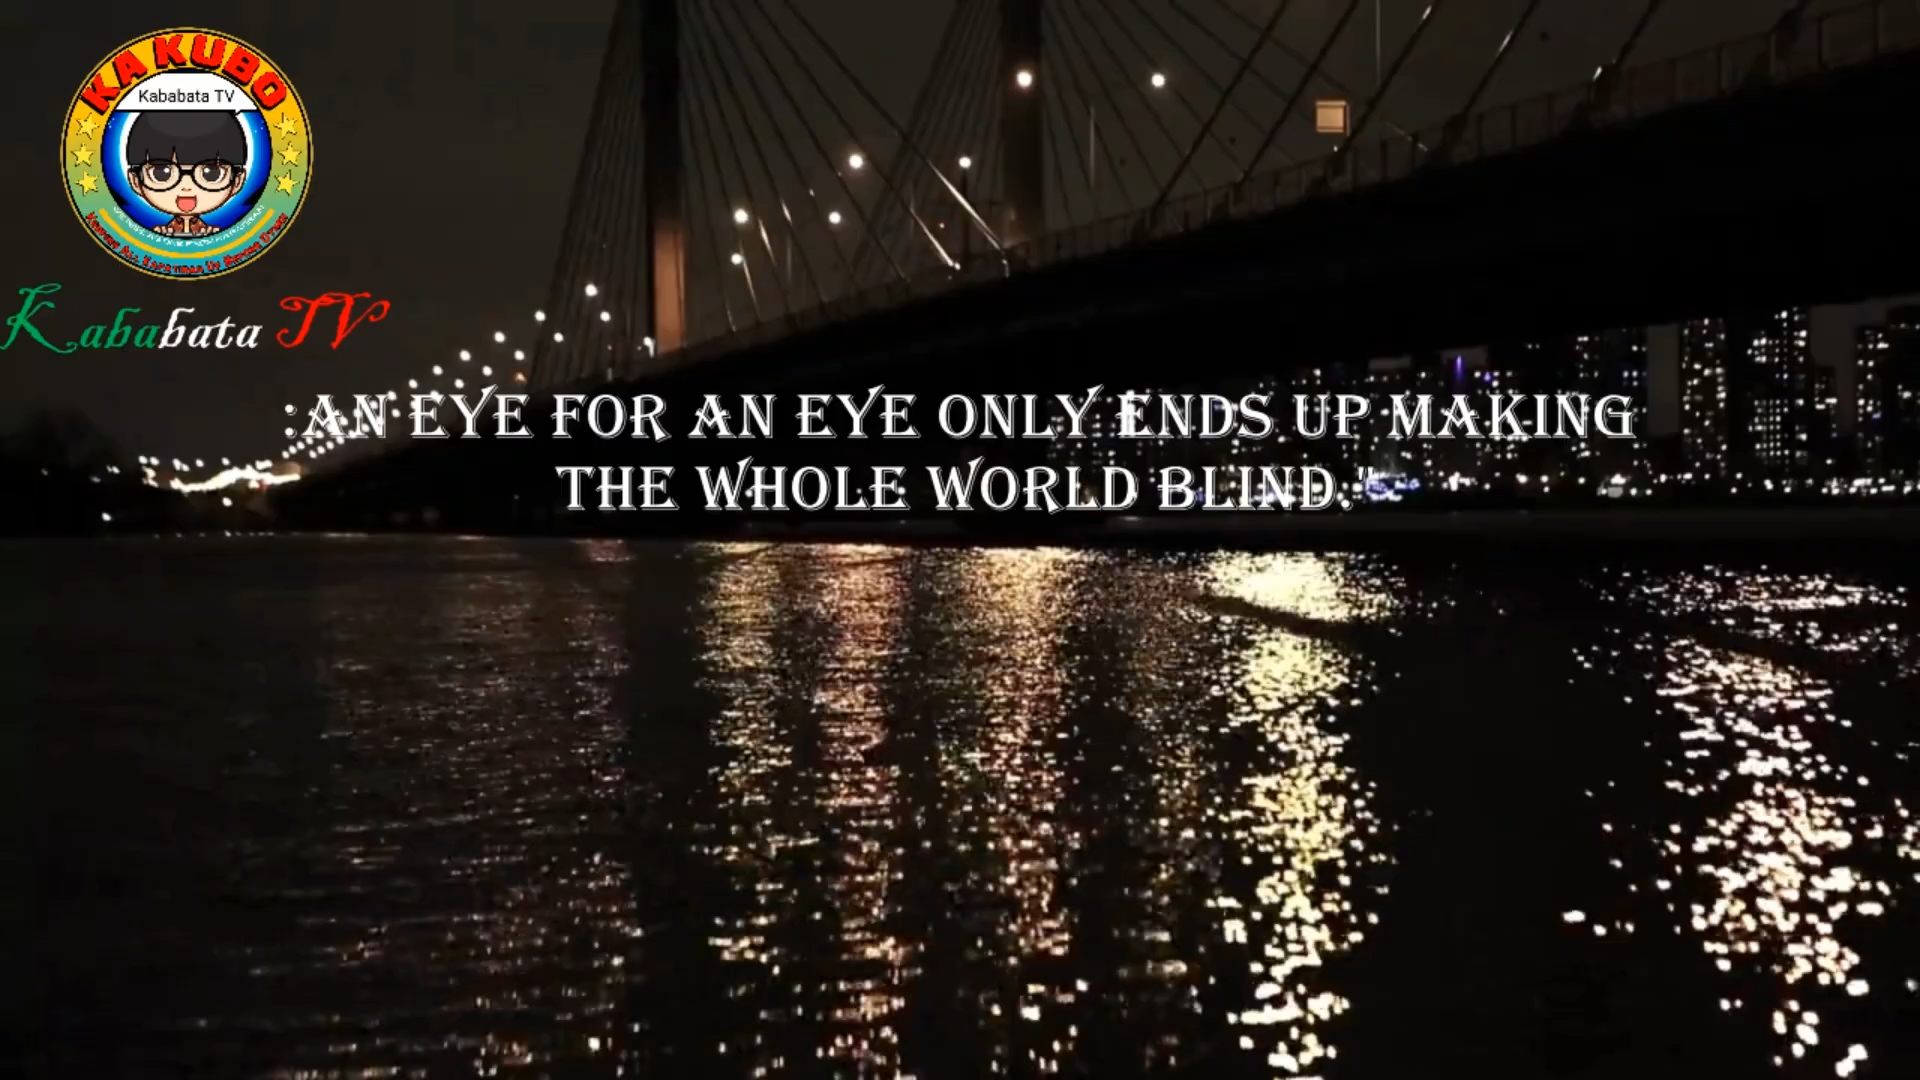 KAKUBO
Kababata TV
Kababata TV
:AN EYE FOR AN EYE ONLY ENDS UP MAKING
THE WHOLE WORLD BLIND."